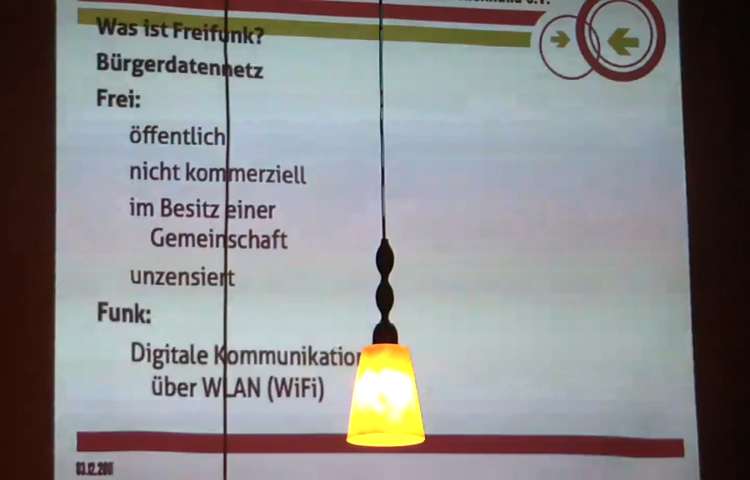 Was ist Freifunk?
Bürgerdatennetz
Frei:
öffentlich
nicht kommerziell
im Besitz einer
Gemeinschaft
unzensiert
Funk:
Digitale Kommunikation
über WLAN (WiFi)